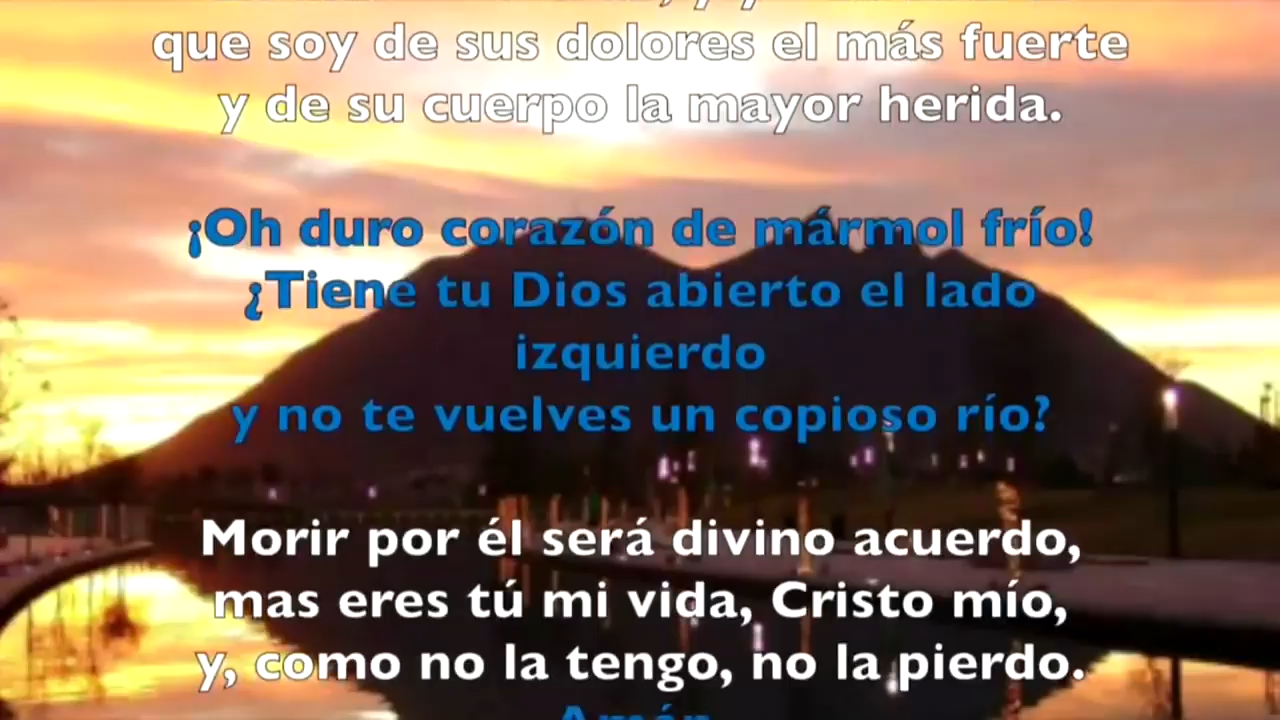 que soy de sus dolores el más fuerte
y de su cuerpo la mayor herida.
¡Oh duro corazón de mármol frío!
¿Tiene tu Dios abierto el lado
izquierdo
y no te vuelves un copioso río?
Morir por él será divino acuerdo,
mas eres tú mi vida, Cristo mío,
y, como no la tengo, no la pierdo.
Amén